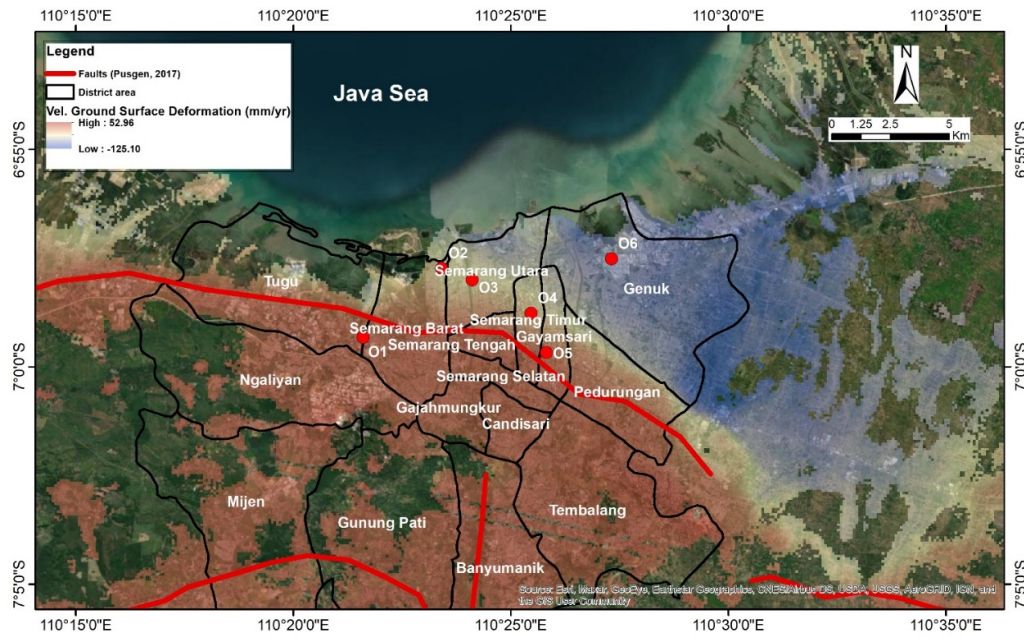 110°15'0"E 110°20'0"E 110°25'0"E 110°30'0"E 110°35'0"E
Legend
Faults (Pusgen, 2017)
District area
Vel. Ground Surface Deformation (mm/yr)
High : 52.96
Low : -125.10
Java Sea
N
0 1.25 2.5 5
Km
6°55'0"S 6°55'0"S
O6
O2
Semarang Utara
Tugu
O3
Genuk
O4
Semarang Timur
Semarang Barat
Gayamsari
Semarang Tengah
O1
O5
7°0'0"S 7°0'0"S
Ngaliyan
Semarang Selatan
Pedurungan
Gajahmungkur
Candisari
Mijen
Gunung Pati
Tembalang
Banyumanik
7°5'0"S 7°5'0"S
Source: Esri, Maxar, GeoEye, Earthstar Geographics, CNES/Airbus DS, USDA, USGS, AeroGRID, IGN, and
the GIS User Community
110°15'0"E 110°20'0"E 110°25'0"E 110°30'0"E 110°35'0"E